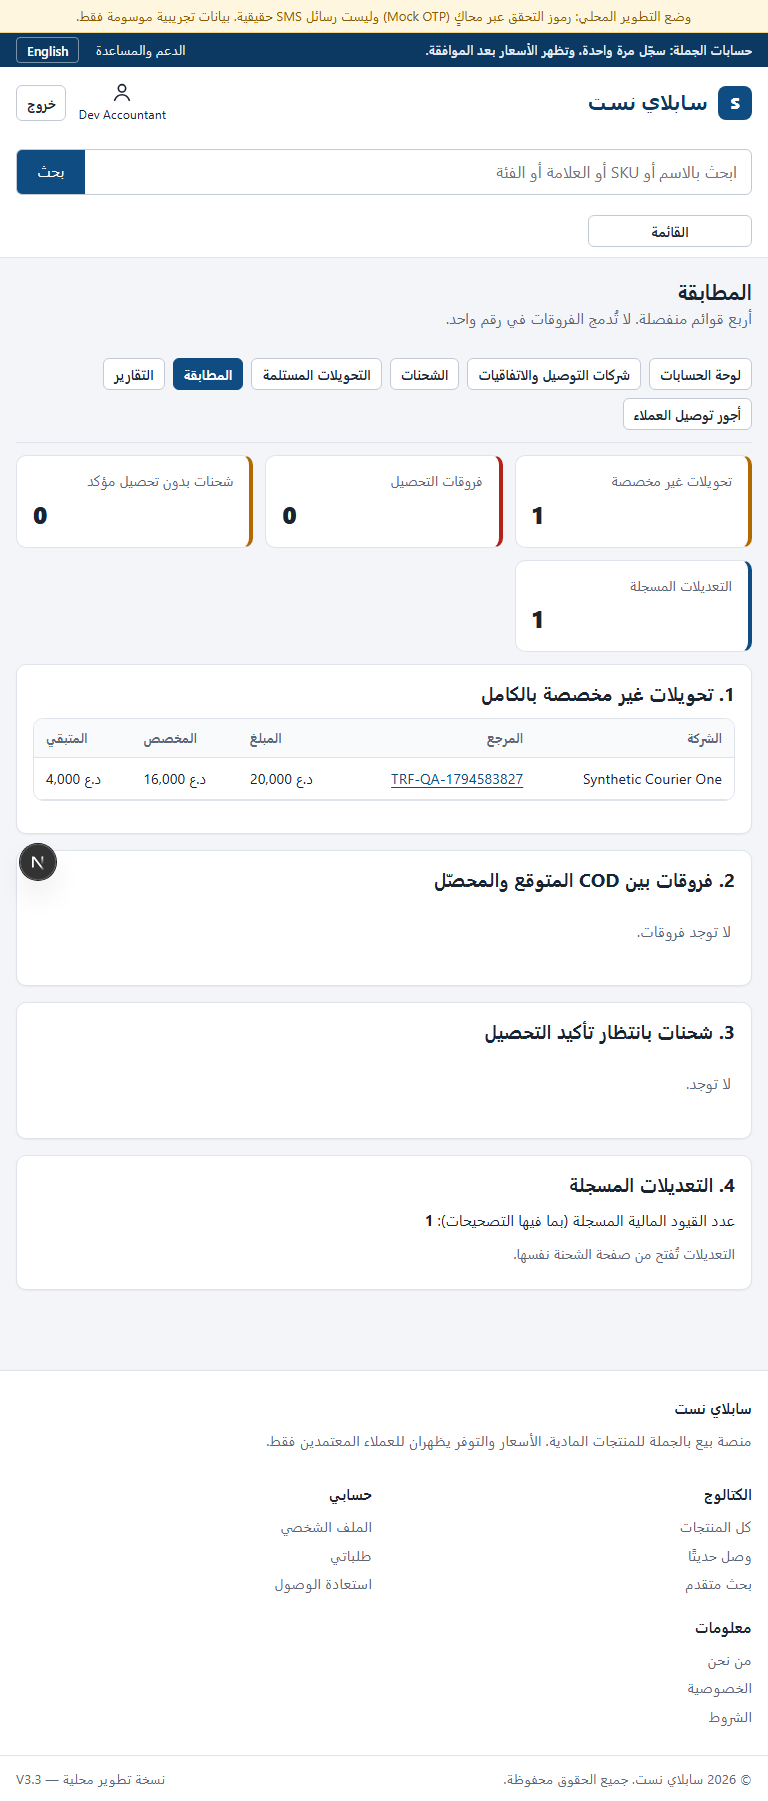 وضع التطوير المحلي: رموز التحقق عبر محاكٍ (Mock OTP) وليست رسائل SMS حقيقية. بيانات تجريبية موسومة فقط.
حسابات الجملة: سجّل مرة واحدة، وتظهر الأسعار بعد الموافقة.
الدعم والمساعدة
English
S
سابلاي نست
Dev Accountant
خروج
ابحث بالاسم أو SKU أو العلامة أو الفئة
بحث
القائمة
المطابقة
أربع قوائم منفصلة. لا تُدمج الفروقات في رقم واحد.
لوحة الحسابات
شركات التوصيل والاتفاقيات
الشحنات
التحويلات المستلمة
المطابقة
التقارير
أجور توصيل العملاء
تحويلات غير مخصصة
1
فروقات التحصيل
0
شحنات بدون تحصيل مؤكد
0
التعديلات المسجلة
1
1. تحويلات غير مخصصة بالكامل
الشركة المرجع المبلغ المخصص المتبقي
Synthetic Courier One TRF-QA-1794583827 20,000 د.ع 16,000 د.ع 4,000 د.ع
N
2. فروقات بين COD المتوقع والمحصّل
لا توجد فروقات.
3. شحنات بانتظار تأكيد التحصيل
لا توجد.
4. التعديلات المسجلة
عدد القيود المالية المسجلة (بما فيها التصحيحات): 1
التعديلات تُفتح من صفحة الشحنة نفسها.
سابلاي نست
منصة بيع بالجملة للمنتجات المادية. الأسعار والتوفر يظهران للعملاء المعتمدين فقط.
الكتالوج
كل المنتجات
وصل حديثًا
بحث متقدم
حسابي
الملف الشخصي
طلباتي
استعادة الوصول
معلومات
من نحن
الخصوصية
الشروط
© 2026 سابلاي نست. جميع الحقوق محفوظة.
نسخة تطوير محلية — V3.3